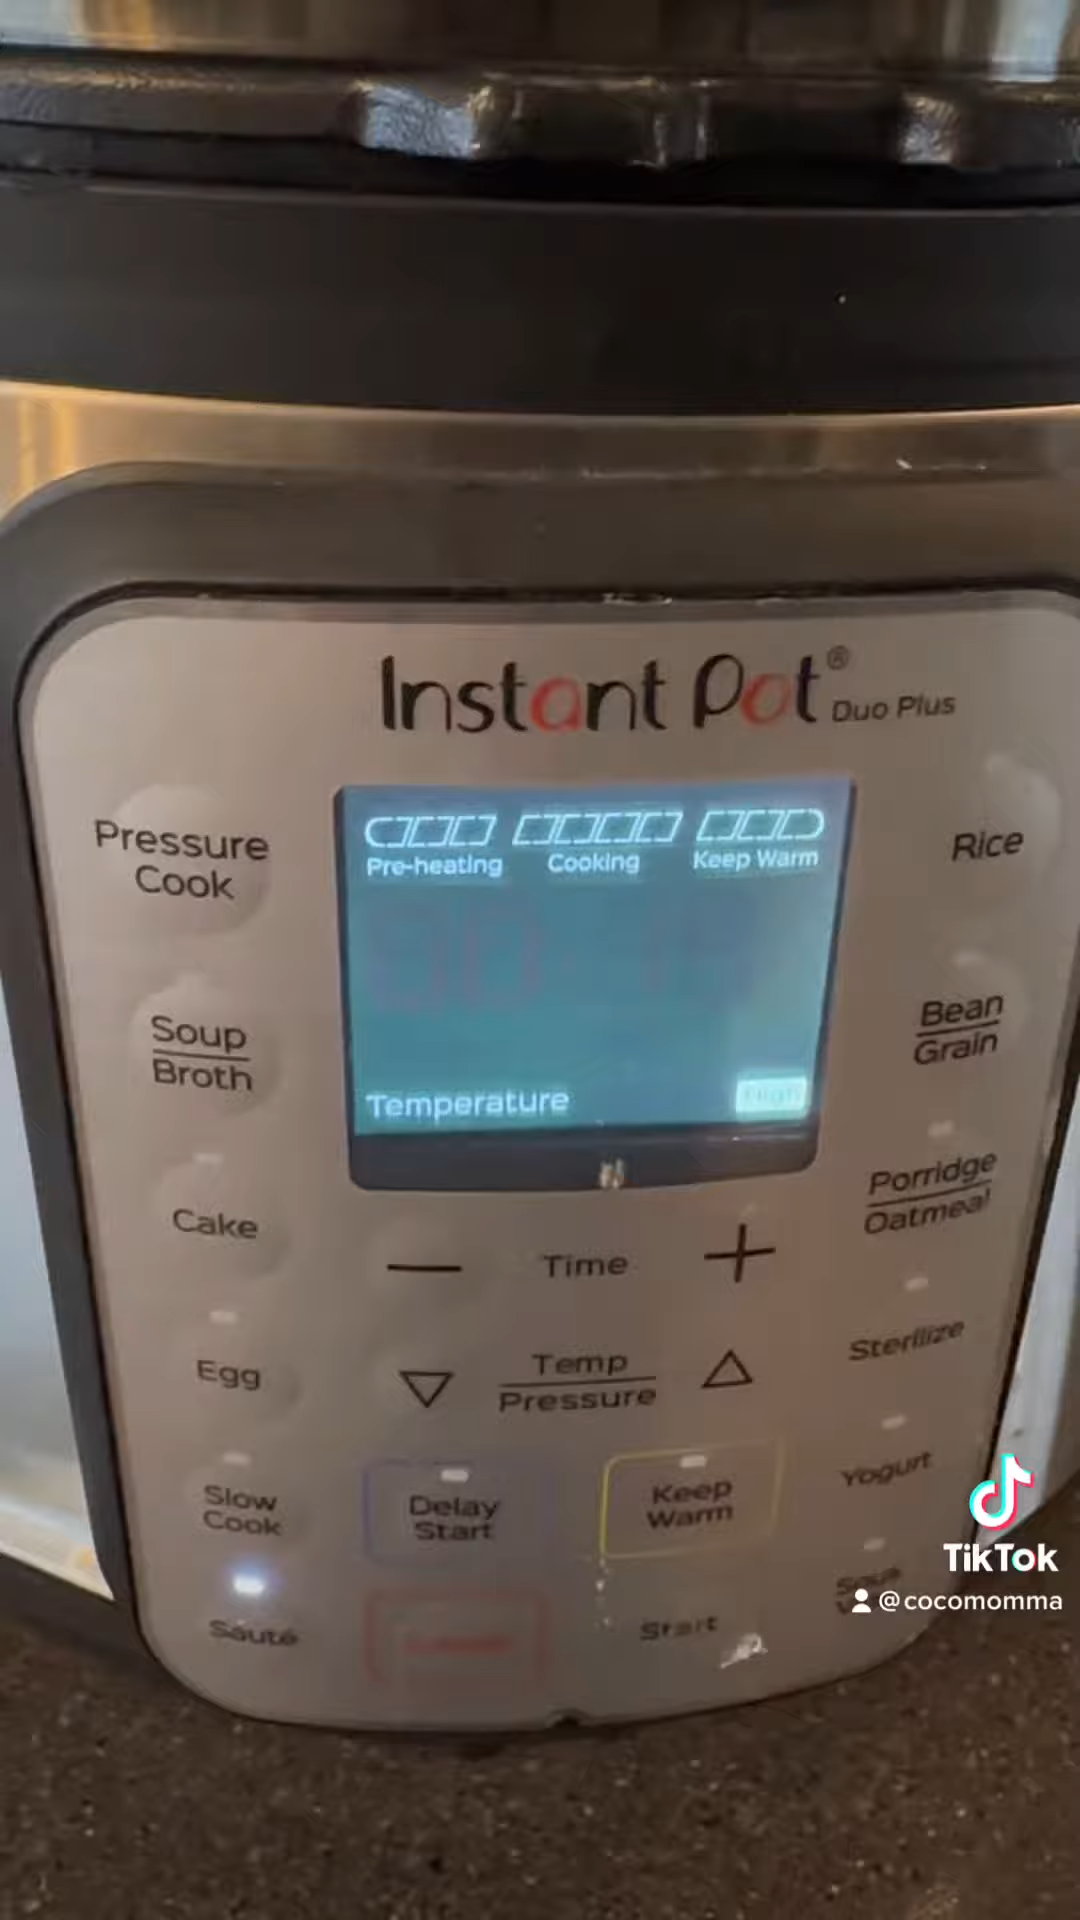 Instant Pot®
Duo Plus
Pre-heating
Cooking
Keep Warm
Temperature
High
Pressure
Cook
Soup
Broth
Cake
Egg
Slow
Cook
Sauté
Time
Temp
Pressure
Delay
Start
Keep
Warm
Start
Rice
Bean
Grain
Porridge
Oatmeal
Sterilize
Yogurt
TikTok
@cocomomma